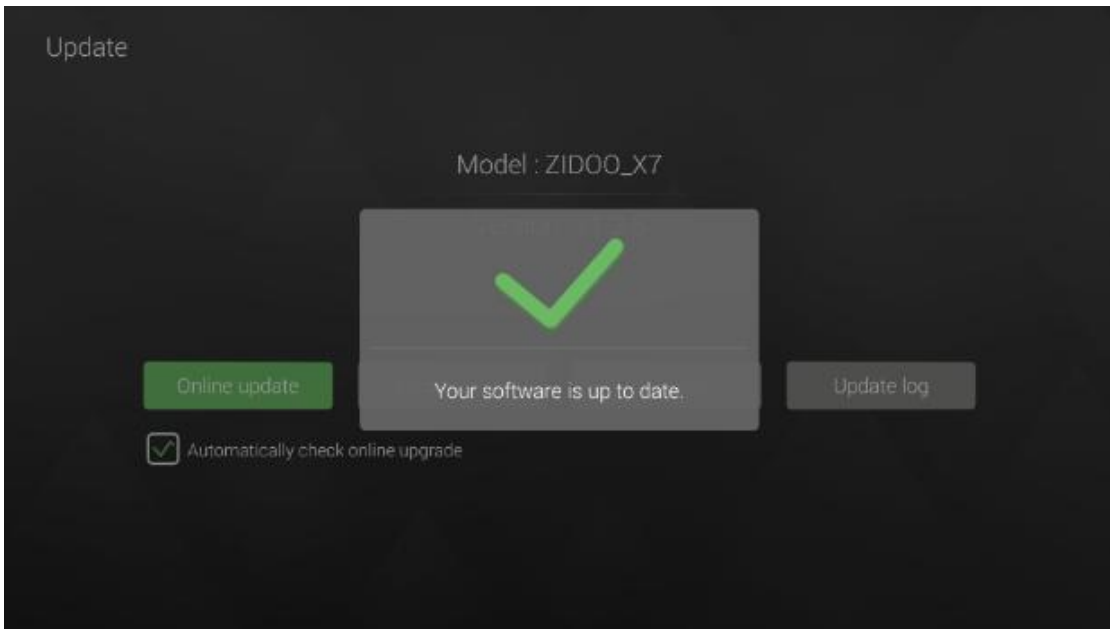 Update
Model : ZIDOO_X7
Your software is up to date.
Online update
Update log
Automatically check online upgrade